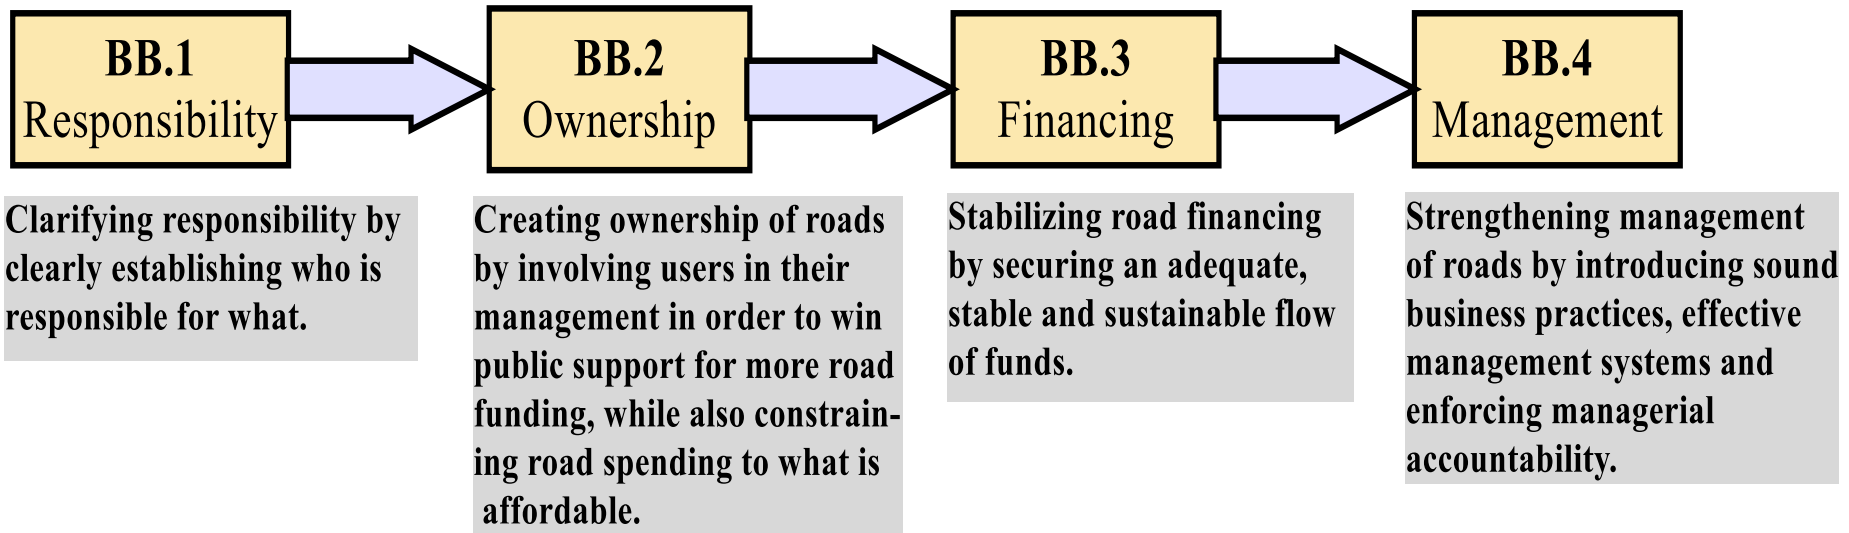 BB.1
Responsibility
BB.2
Ownership
BB.3
Financing
BB.4
Management
Clarifying responsibility by
clearly establishing who is
responsible for what.
Creating ownership of roads
by involving users in their
management in order to win
public support for more road
funding, while also constrain-
ing road spending to what is
affordable.
Stabilizing road financing
by securing an adequate,
stable and sustainable flow
of funds.
Strengthening management
of roads by introducing sound
business practices, effective
management systems and
enforcing managerial
accountability.